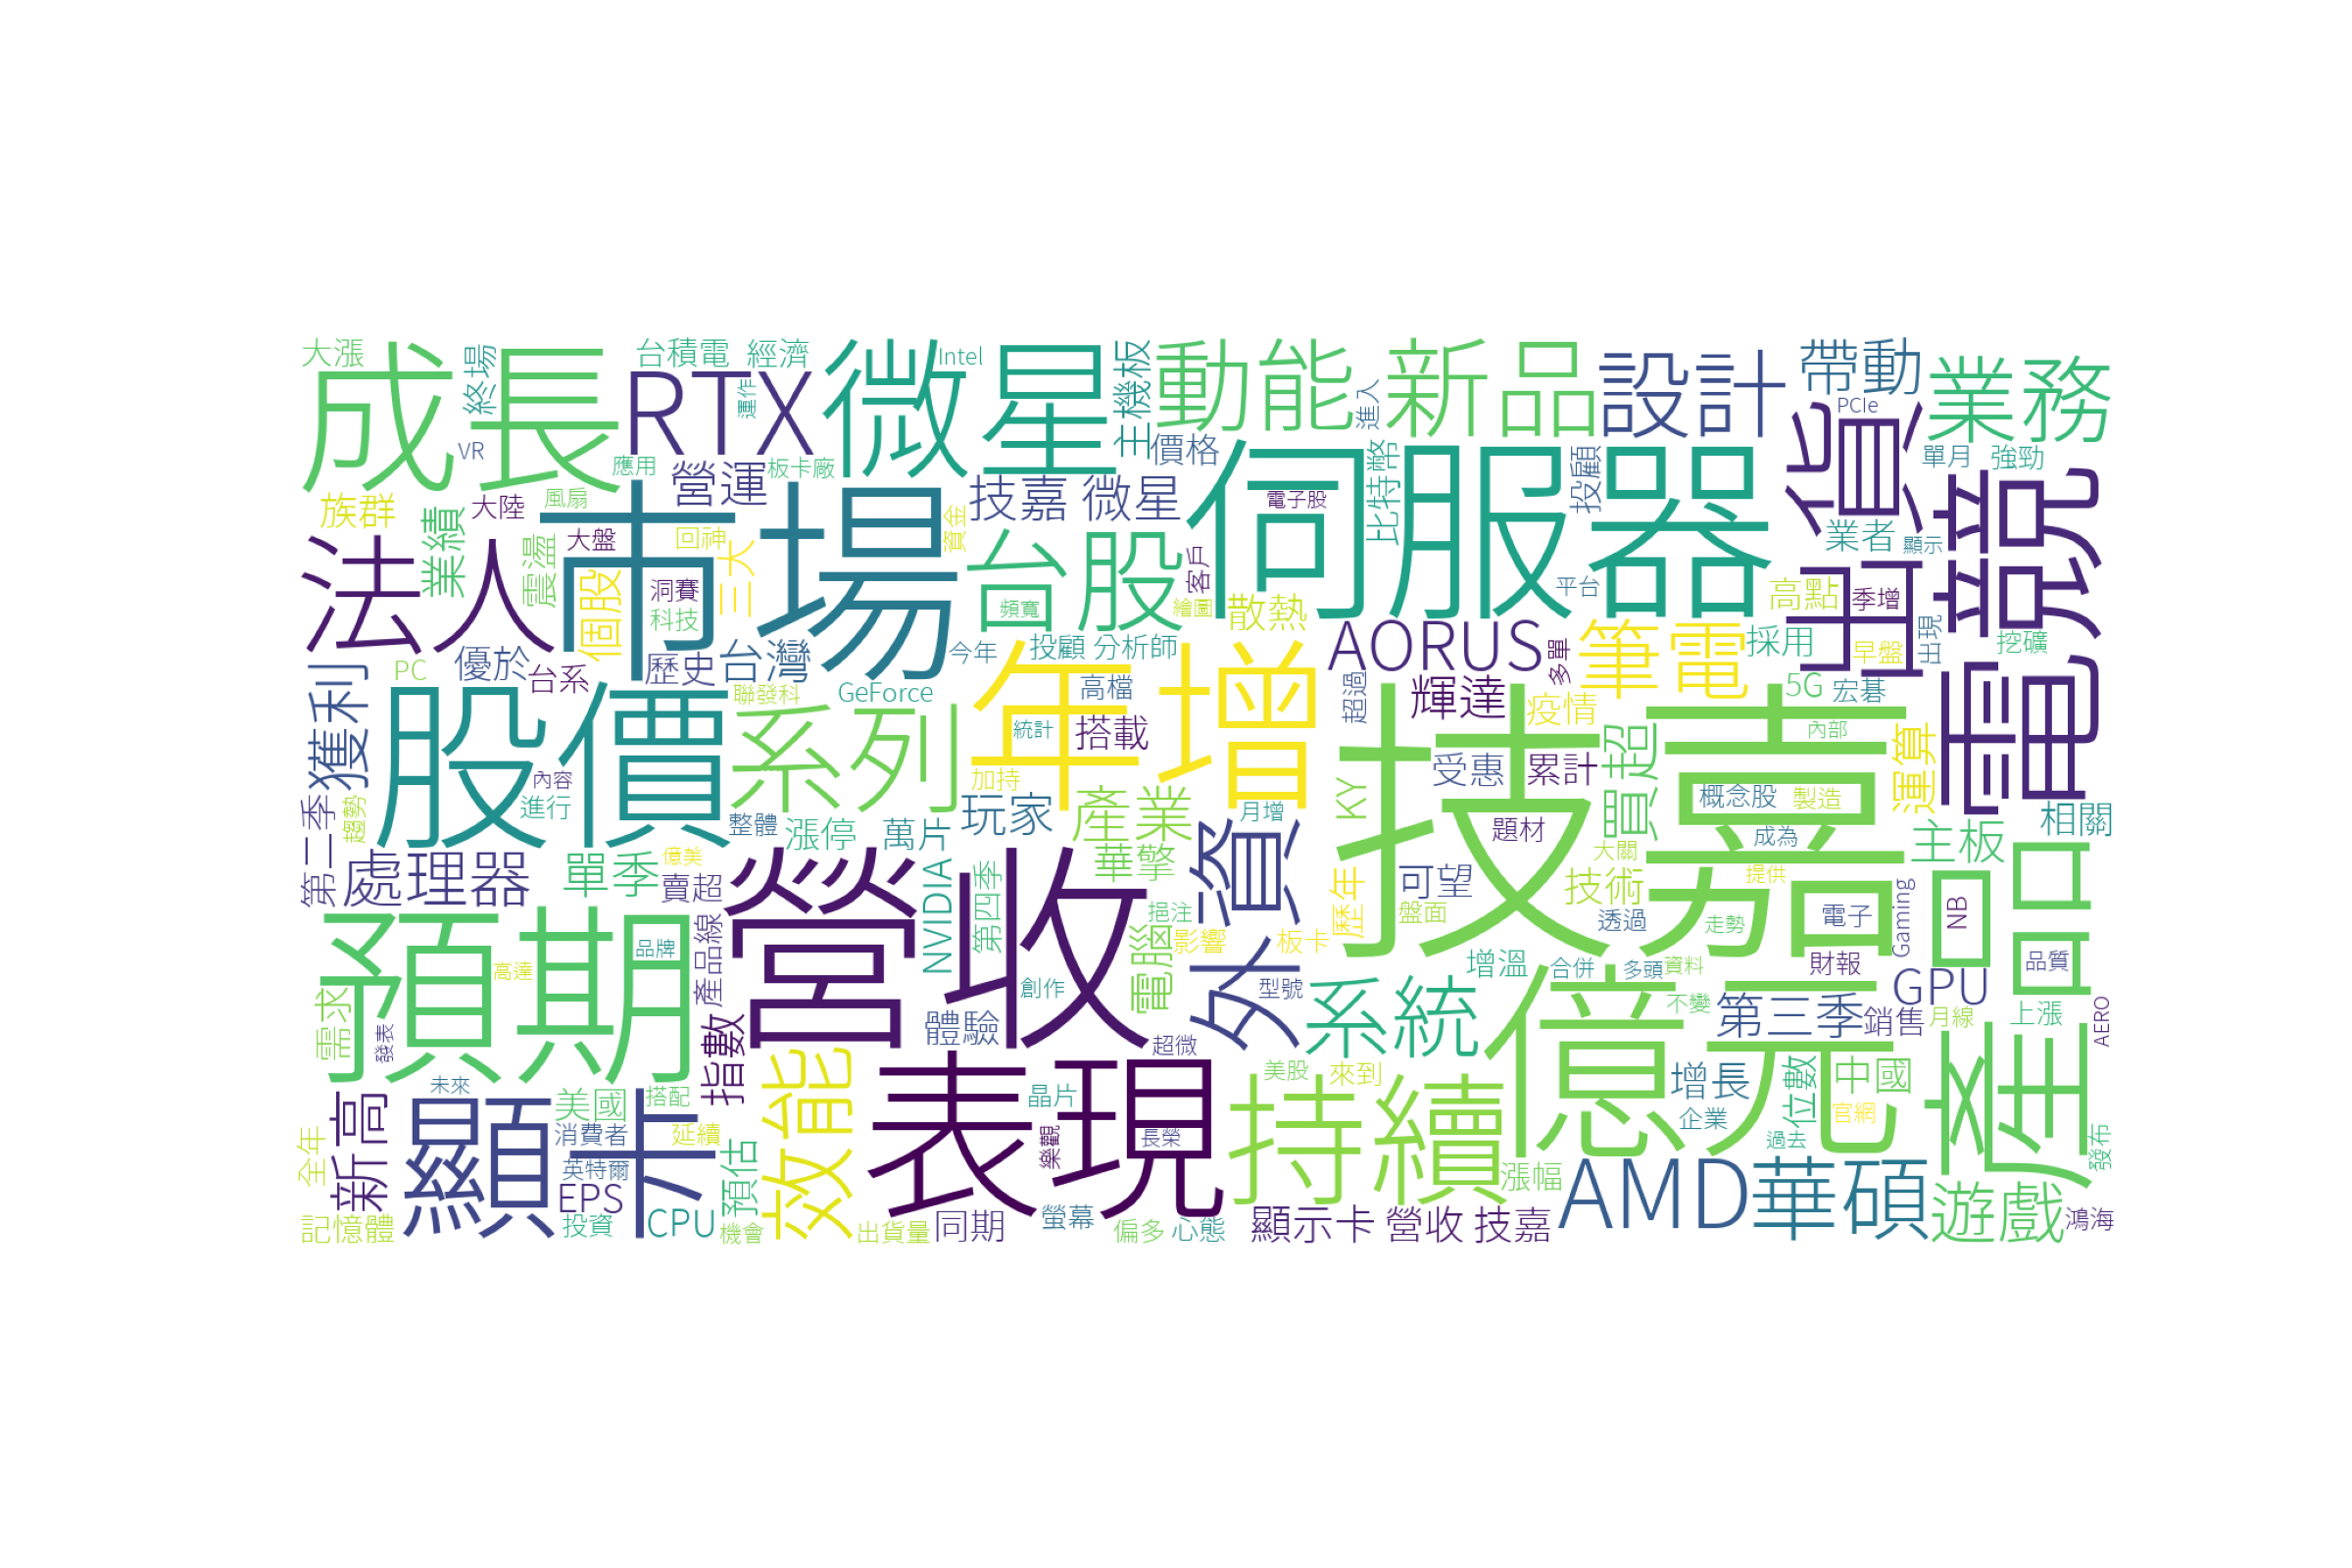 大漲
終場
成長
台積電
經濟
RTX
運作
微星
Intel
主機板
動能
進入
新品
設計
帶動
PCIe
業務
VR
應用
營運
板卡廠
價格
比特幣
投顧
出貨
單月
強勁
族群
業績
大陸
風扇
市場
技嘉 微星
資金
伺服器
電子股
業者
顯示
電競
法人
震盪
大盤
回神
三大
個股
洞賽
科技
台股
頻寬
客戶
繪圖
散熱
平台
高點
季增
早盤
出現
挖礦
獲利
PC
優於
台系
歷史
台灣
今年
投顧 分析師
AORUS
多單
筆電
採用
5G
宏碁
聯發科
GeForce
年增
高檔
超過
輝達
疫情
股價
系列
統計
搭載
技嘉
買超
內部
運算
第二季
趨勢
內容
進行
整體
漲停
萬片
加持
玩家
產業
月增
KY
受惠
累計
概念股
製造
題材
成為
主板
相關
處理器
單季
億美
賣超
營收
NVIDIA
第四季
華擎
外資
歷年
可望
大關
技術
提供
電子
Gaming
NB
產品
預期
高達
品牌
產品線
電腦
挹注
影響
板卡
盤面
透過
走勢
財報
品質
需求
發表
指數
體驗
創作
型號
系統
增溫
合併
多頭
資料
億元
不變
第三季
銷售
GPU
月線
上漲
AERO
超微
新高
未來
顯卡
美國
搭配
效能
表現
晶片
美股
來到
持續
增長
位數
中國
全年
消費者
延續
英特爾
預估
樂觀
長榮
企業
過去
官網
發布
記憶體
EPS
投資
CPU
機會
出貨量
同期
螢幕
偏多
心態
顯示卡
營收 技嘉
漲幅
AMD
華碩
遊戲
鴻海